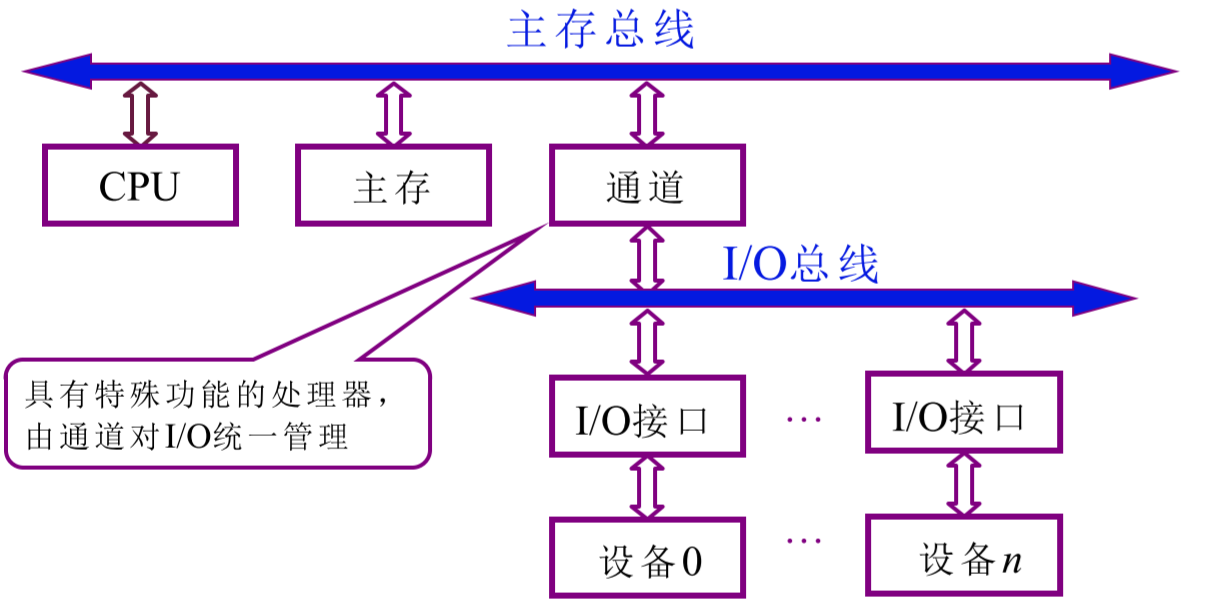 主存总线
CPU
主存
通道
I/O总线
具有特殊功能的处理器，
由通道对I/O统一管理
I/O接口
…
I/O接口
设备0
…
设备n